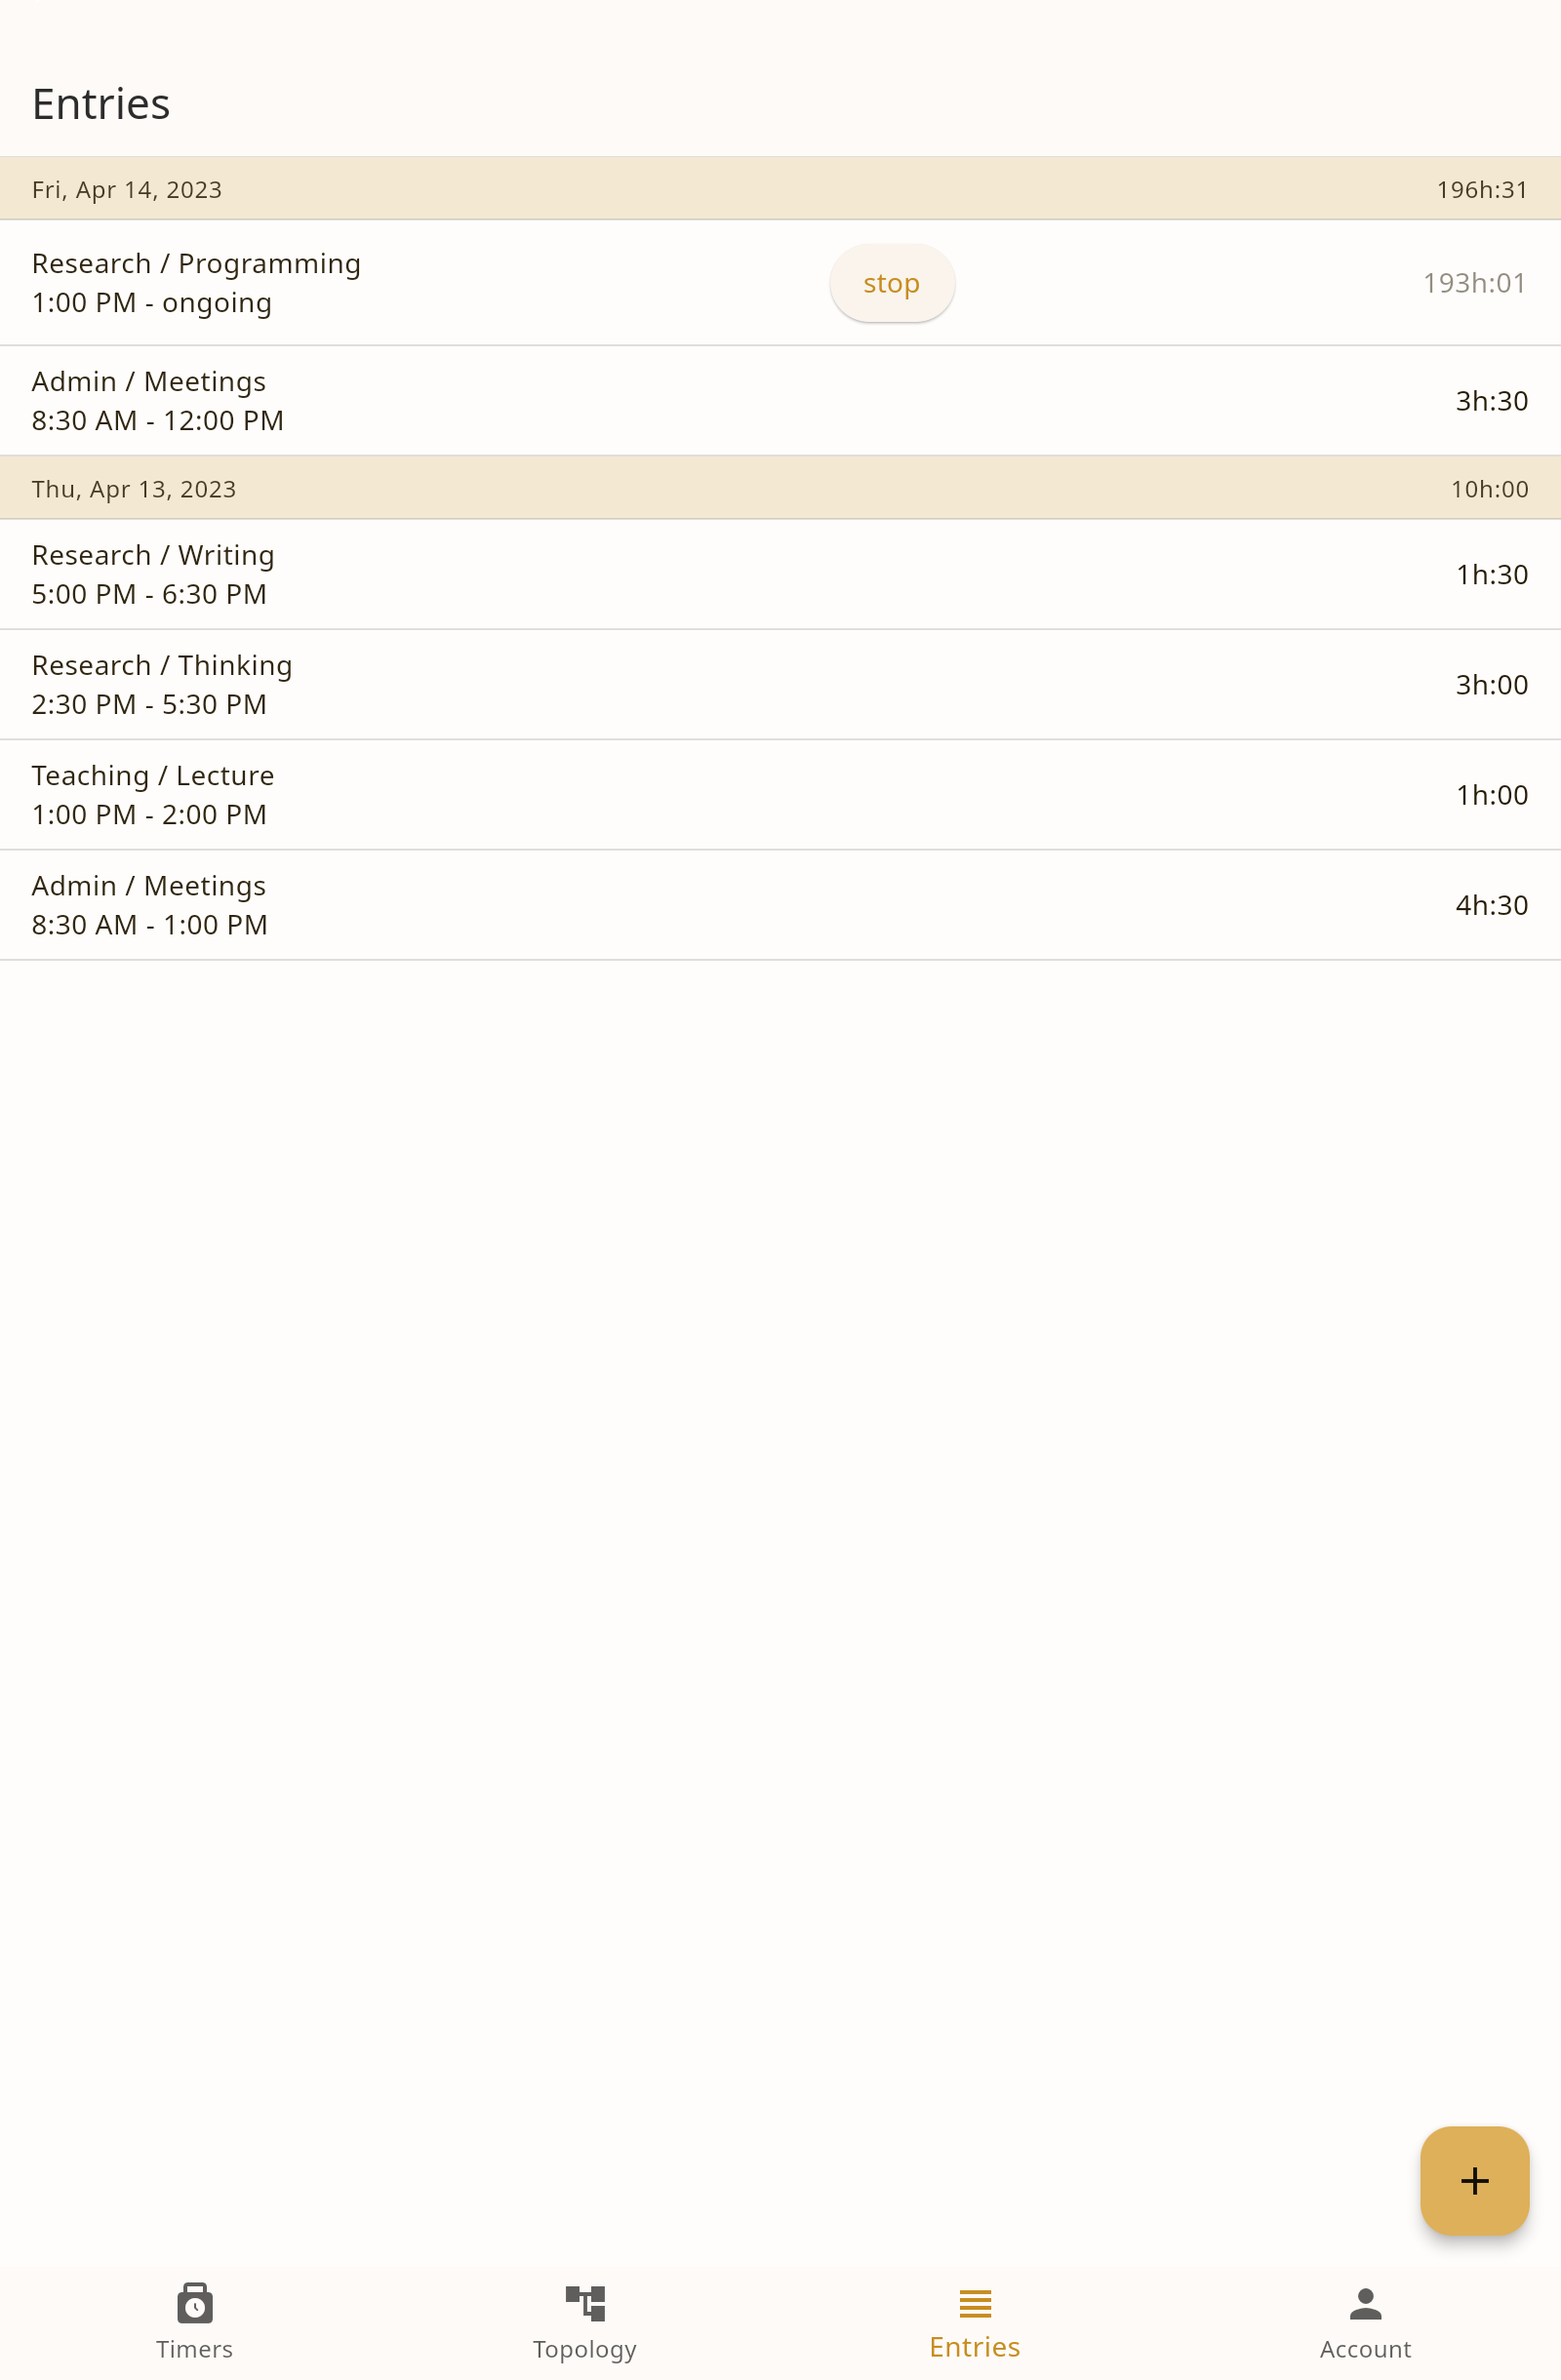 Entries
Fri, Apr 14, 2023 196h:31
Research / Programming
1:00 PM - ongoing
stop
193h:01
Admin / Meetings
8:30 AM - 12:00 PM
3h:30
Thu, Apr 13, 2023 10h:00
Research / Writing
5:00 PM - 6:30 PM
1h:30
Research / Thinking
2:30 PM - 5:30 PM
3h:00
Teaching / Lecture
1:00 PM - 2:00 PM
1h:00
Admin / Meetings
8:30 AM - 1:00 PM
4h:30
+
Timers Topology Entries Account